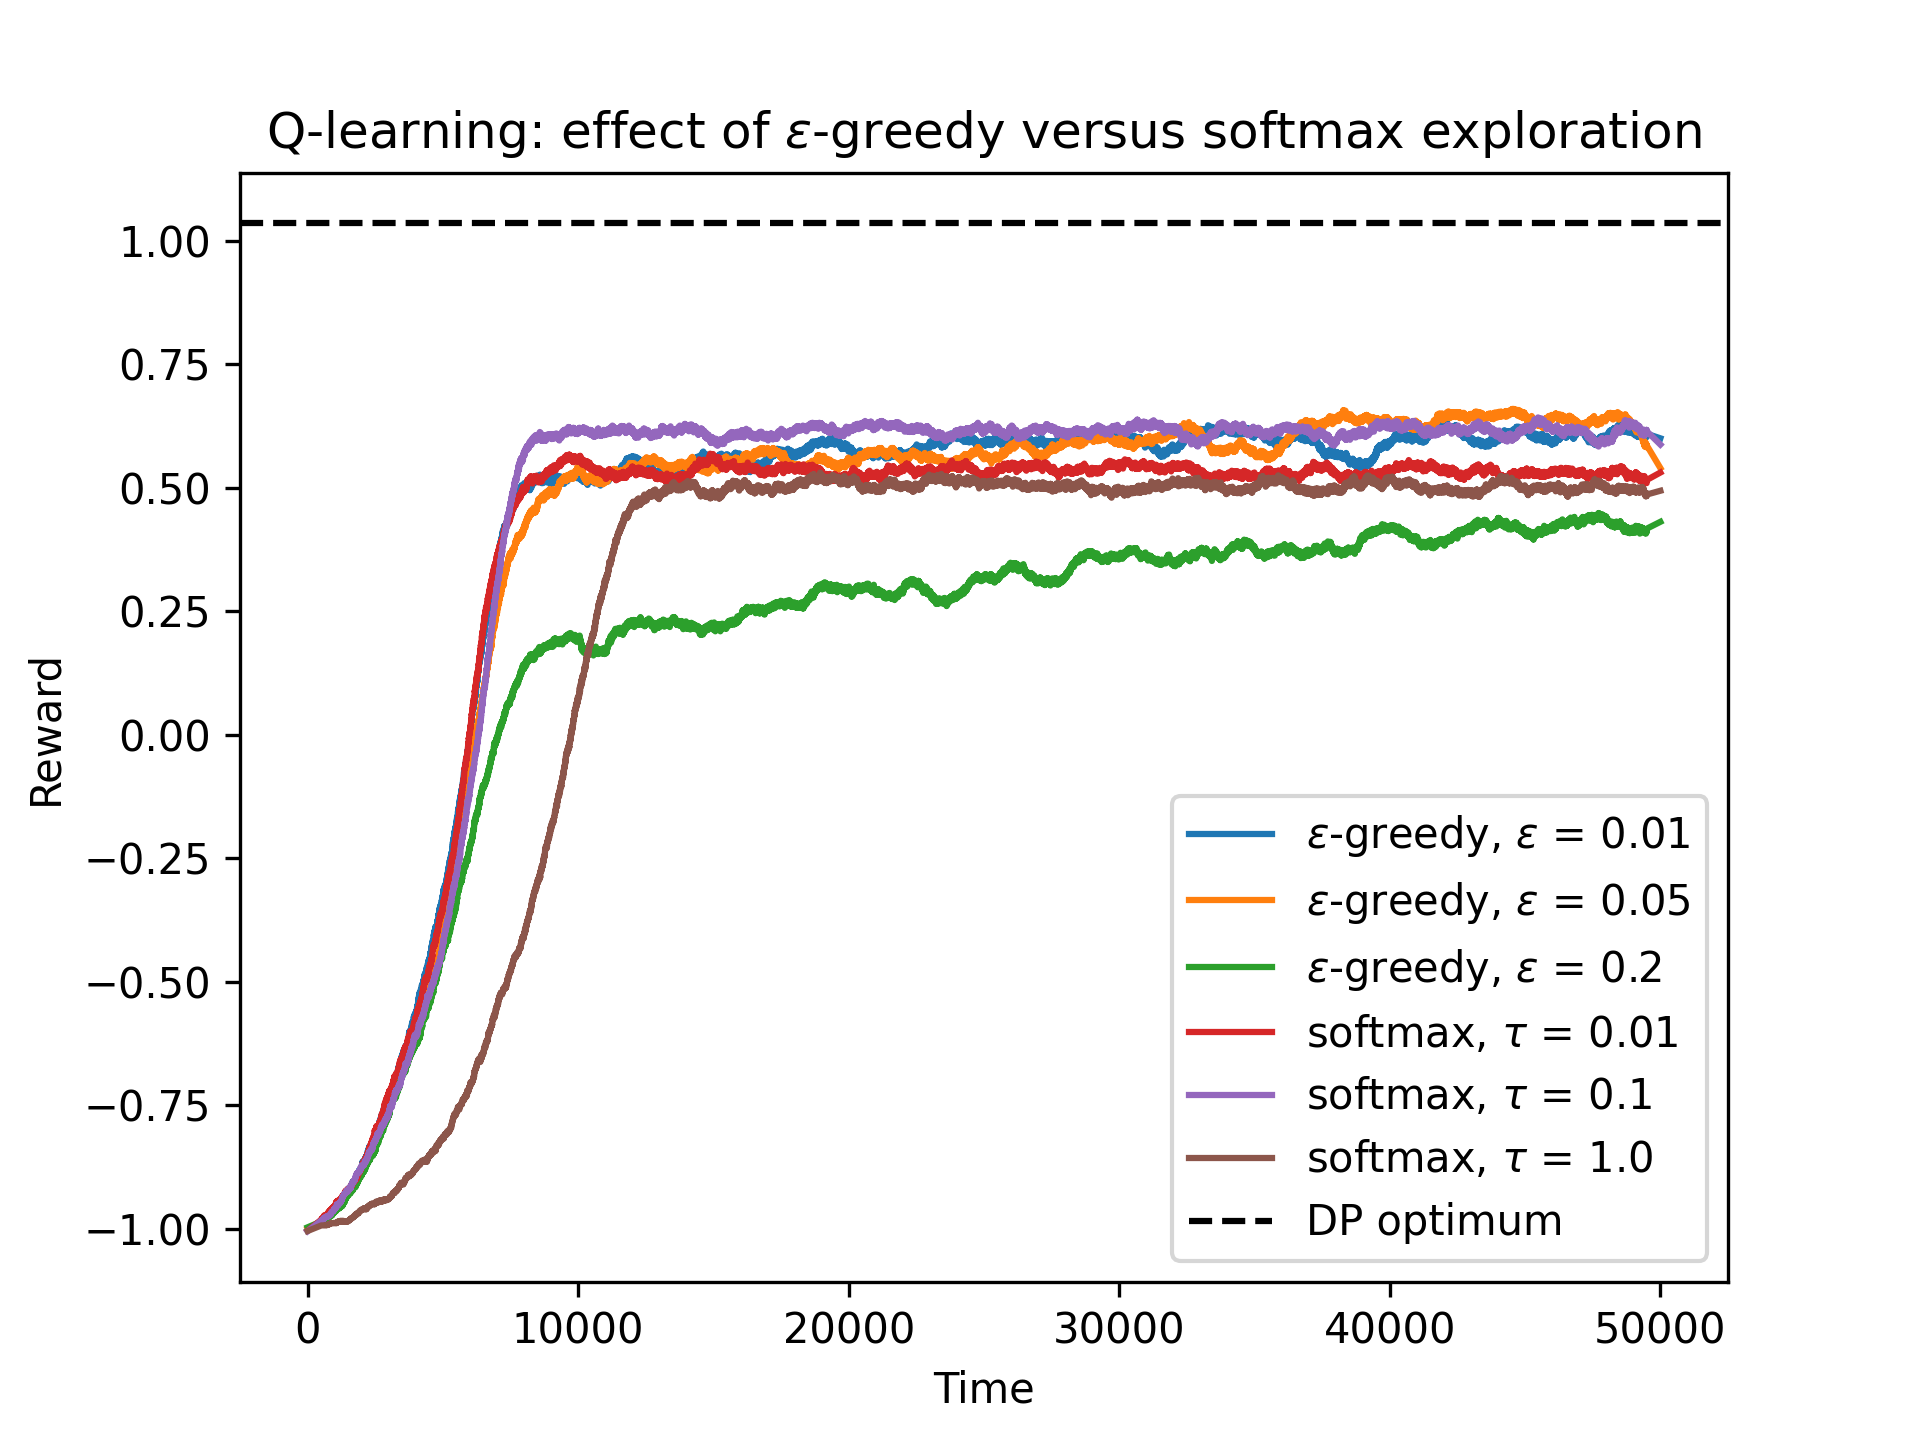 Q-learning: effect of ε-greedy versus softmax exploration
Reward
1.00
0.75
0.50
0.25
0.00
−0.25
−0.50
−0.75
−1.00
ε-greedy, ε = 0.01
ε-greedy, ε = 0.05
ε-greedy, ε = 0.2
softmax, τ = 0.01
softmax, τ = 0.1
softmax, τ = 1.0
DP optimum
0 10000 20000 30000 40000 50000
Time